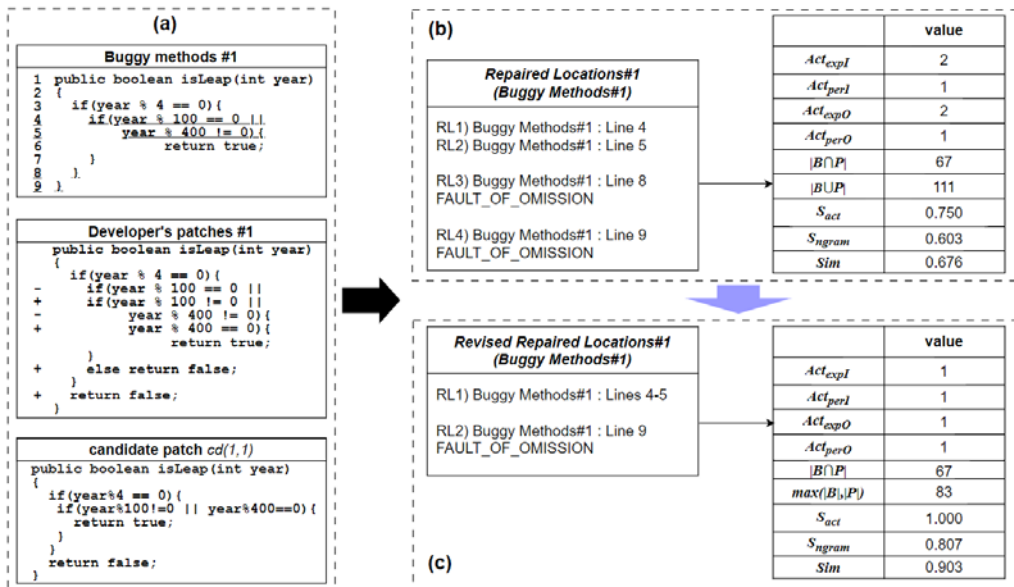 (a)
Buggy methods #1
1 public boolean isLeap(int year)
2 {
3 if(year % 4 == 0){
4 if(year % 100 == 0 ||
5 year % 400 != 0){
6 return true;
7 }
8 }
9 }
Developer's patches #1
public boolean isLeap(int year)
{
if(year % 4 == 0){
- if(year % 100 == 0 ||
+ if(year % 100 != 0 ||
- year % 400 != 0){
+ year % 400 == 0){
return true;
}
+ else return false;
}
+ return false;
}
candidate patch cd(1,1)
public boolean isLeap(int year)
{
if(year%4 == 0){
if(year%100!=0 || year%400==0){
return true;
}
}
return false;
}
(b)
Repaired Locations#1
(Buggy Methods#1)
RL1) Buggy Methods#1 : Line 4
RL2) Buggy Methods#1 : Line 5
RL3) Buggy Methods#1 : Line 8
FAULT_OF_OMISSION
RL4) Buggy Methods#1 : Line 9
FAULT_OF_OMISSION
value
Act_expI 2
Act_perI 1
Act_expO 2
Act_perO 1
|B∩P| 67
|B∪P| 111
S_act 0.750
S_ngram 0.603
Sim 0.676
Revised Repaired Locations#1
(Buggy Methods#1)
RL1) Buggy Methods#1 : Lines 4-5
RL2) Buggy Methods#1 : Line 9
FAULT_OF_OMISSION
(c)
value
Act_expI 1
Act_perI 1
Act_expO 1
Act_perO 1
|B∩P| 67
max(|B|,|P|) 83
S_act 1.000
S_ngram 0.807
Sim 0.903